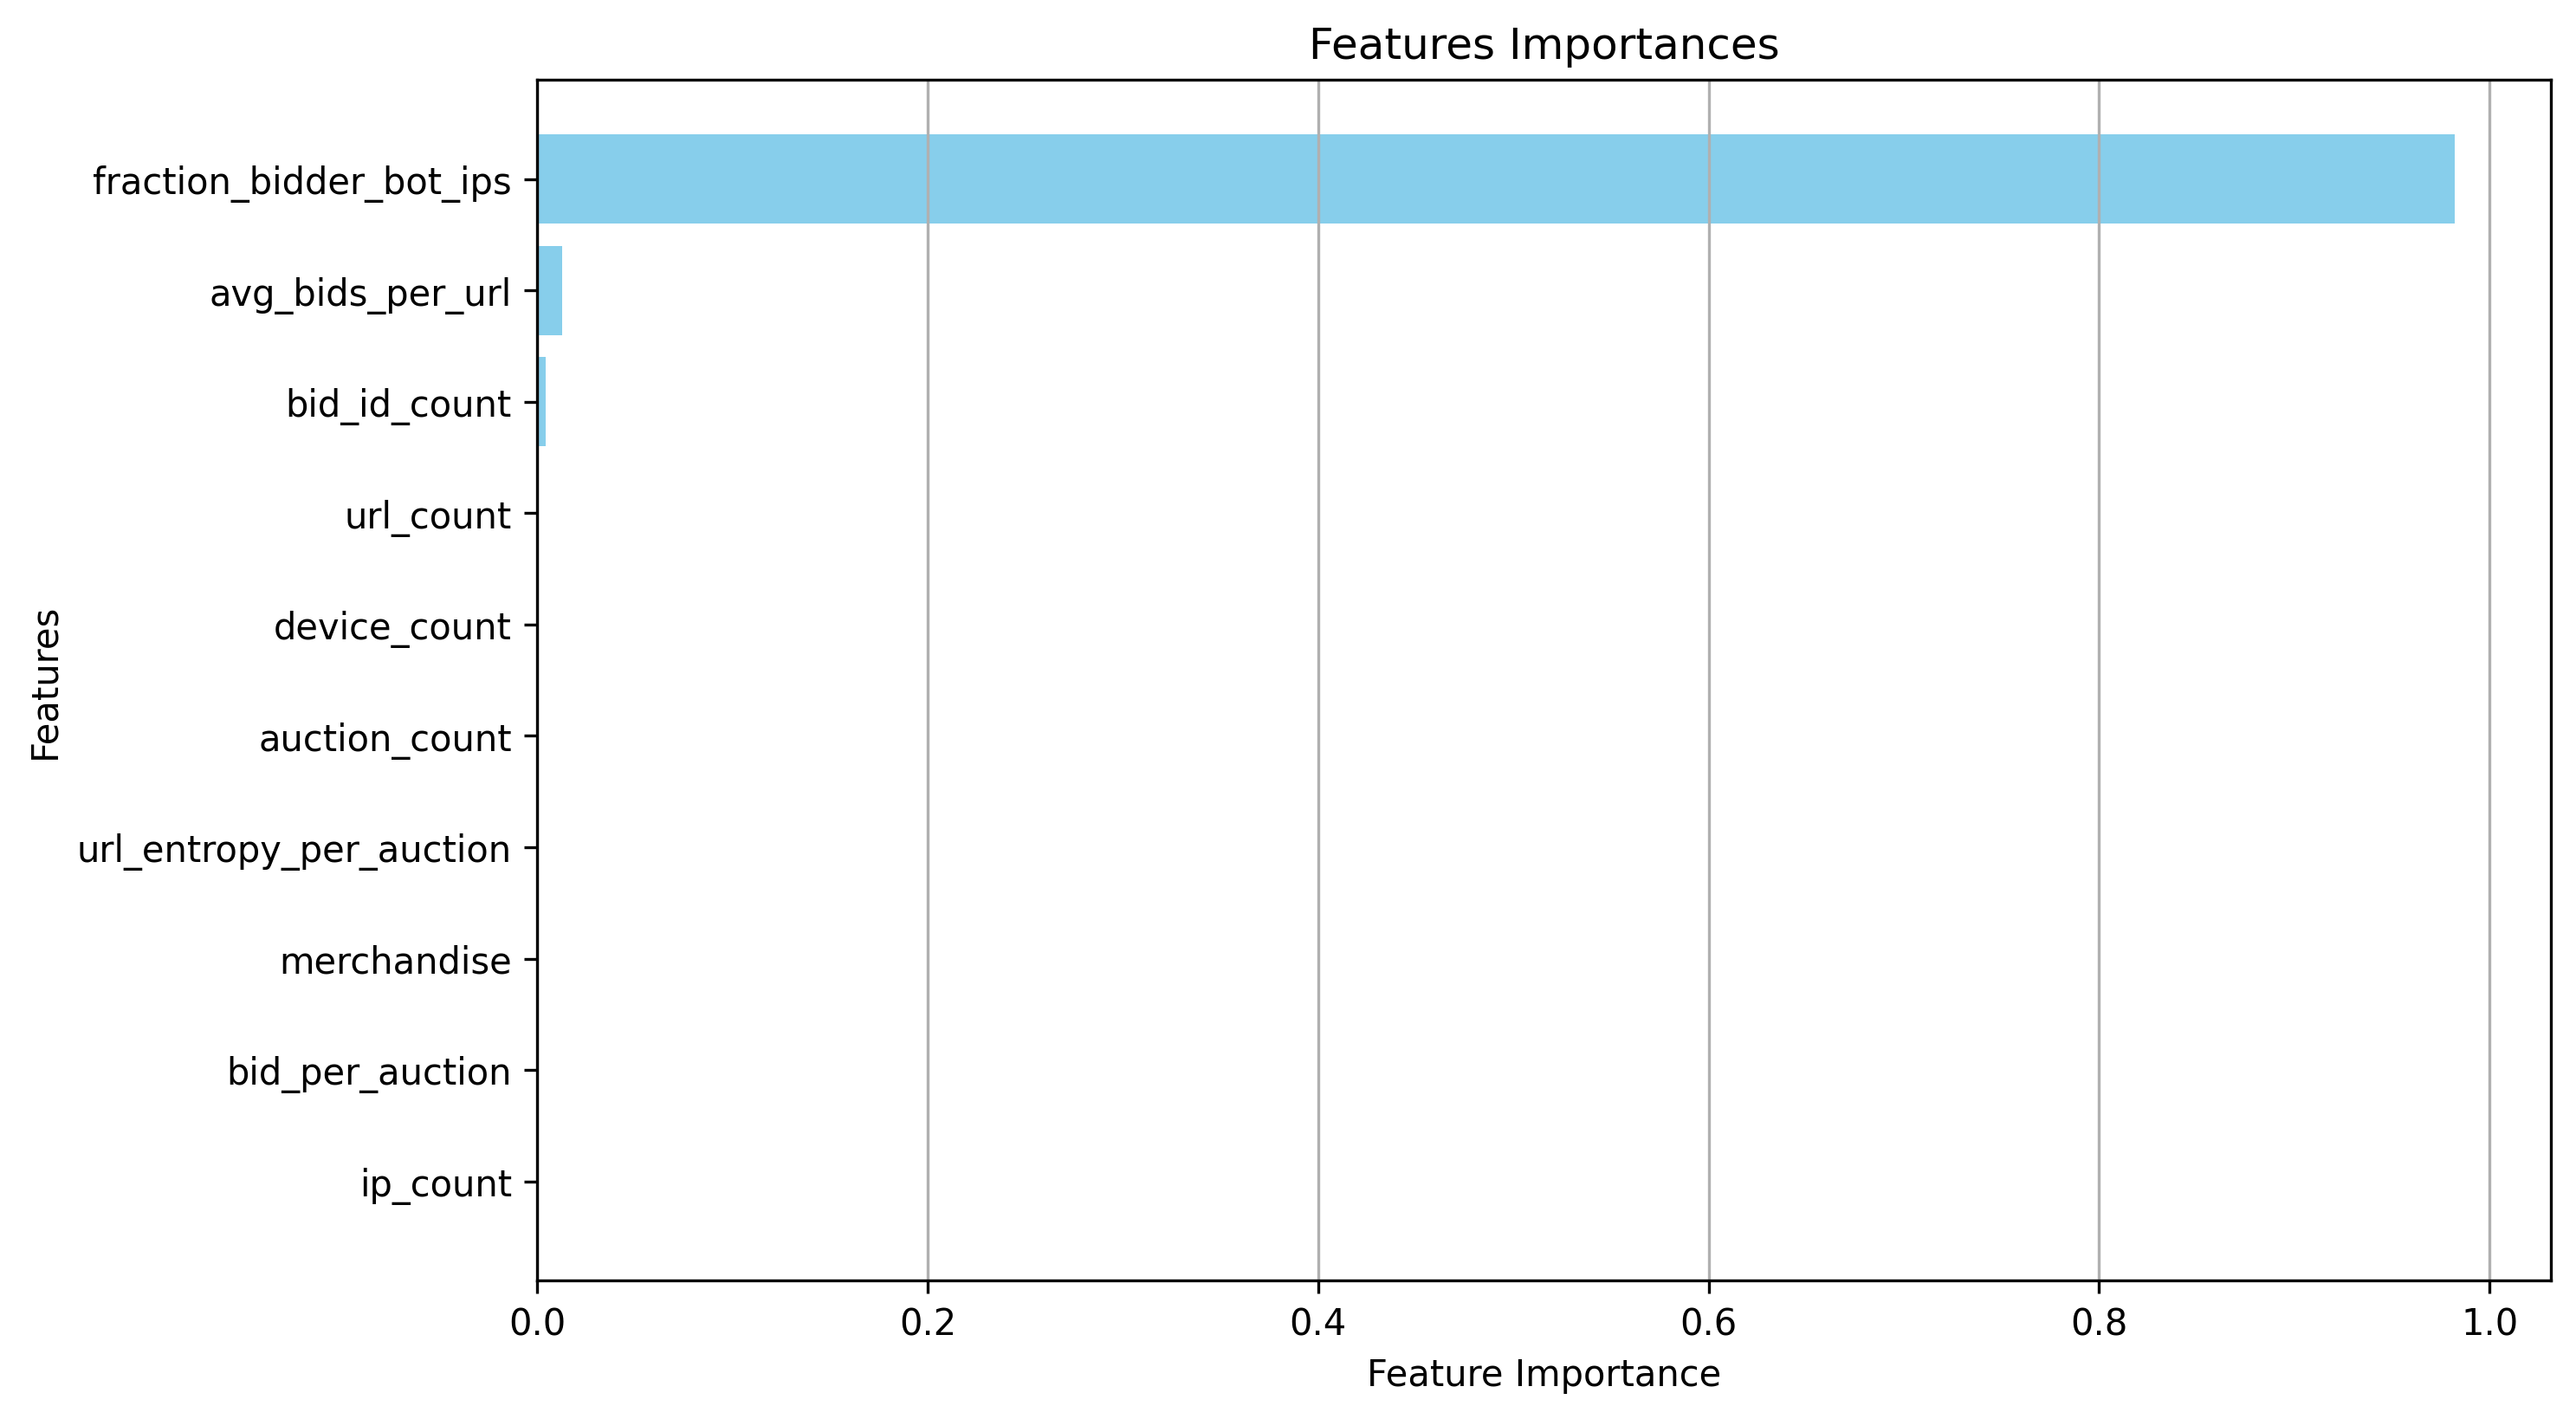 Features Importances
fraction_bidder_bot_ips
avg_bids_per_url
bid_id_count
url_count
device_count
auction_count
url_entropy_per_auction
merchandise
bid_per_auction
ip_count
Features
0.0 0.2 0.4 0.6 0.8 1.0
Feature Importance